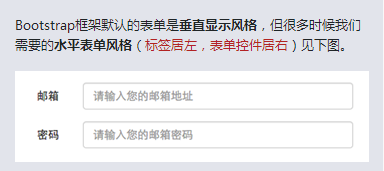 Bootstrap框架默认的表单是垂直显示风格，但很多时候我们
需要的水平表单风格（标签居左，表单控件居右）见下图。
邮箱 请输入您的邮箱地址
密码 请输入您的邮箱密码